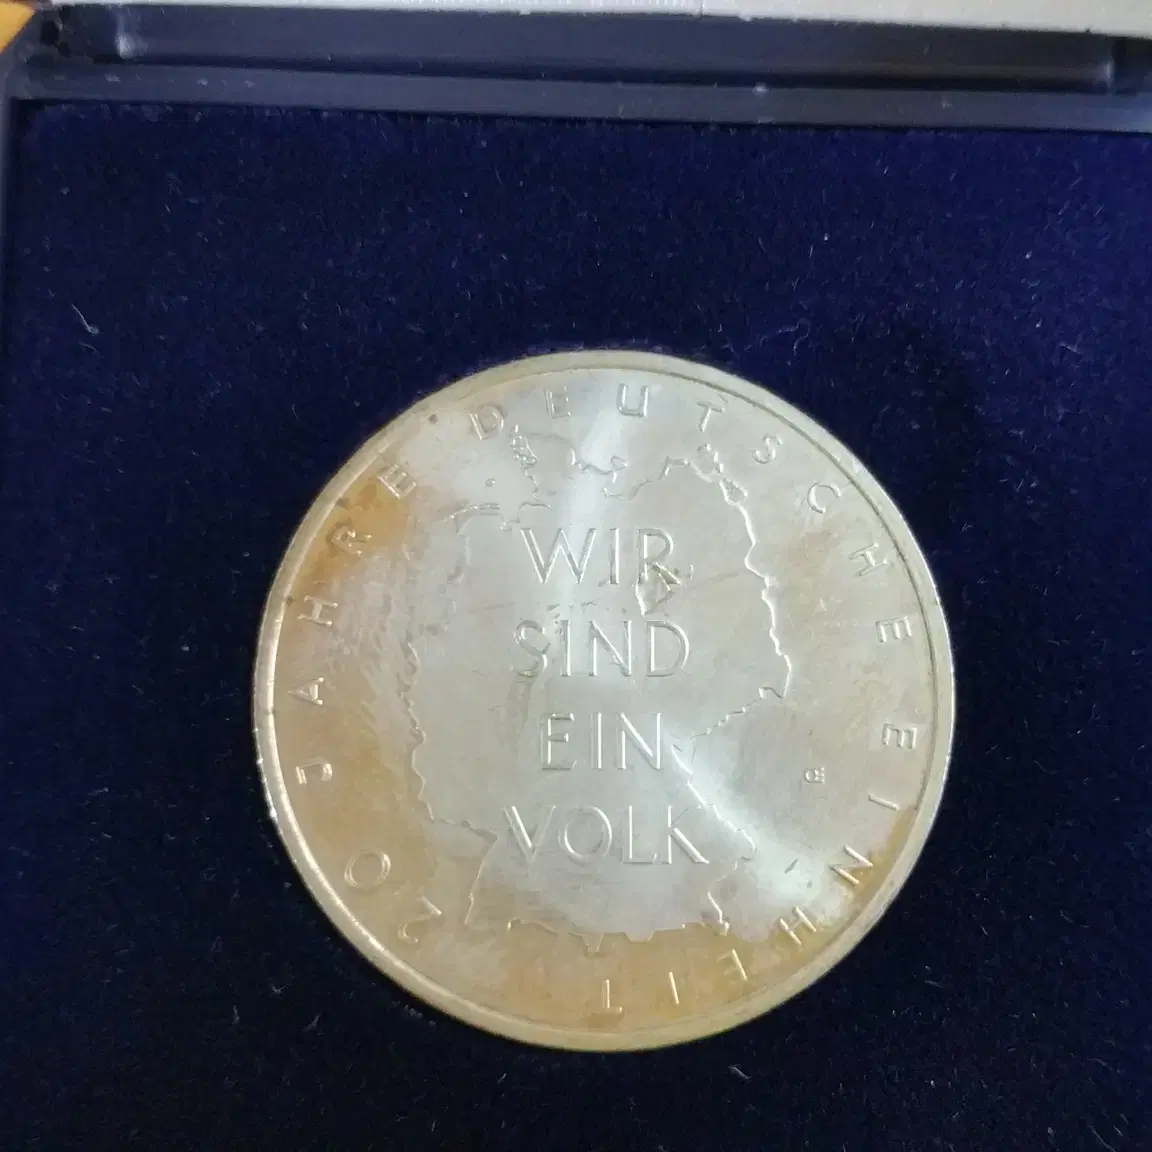 20 JAHRE DEUTSCHE EINHEIT
WIR
SIND
EIN
VOLK